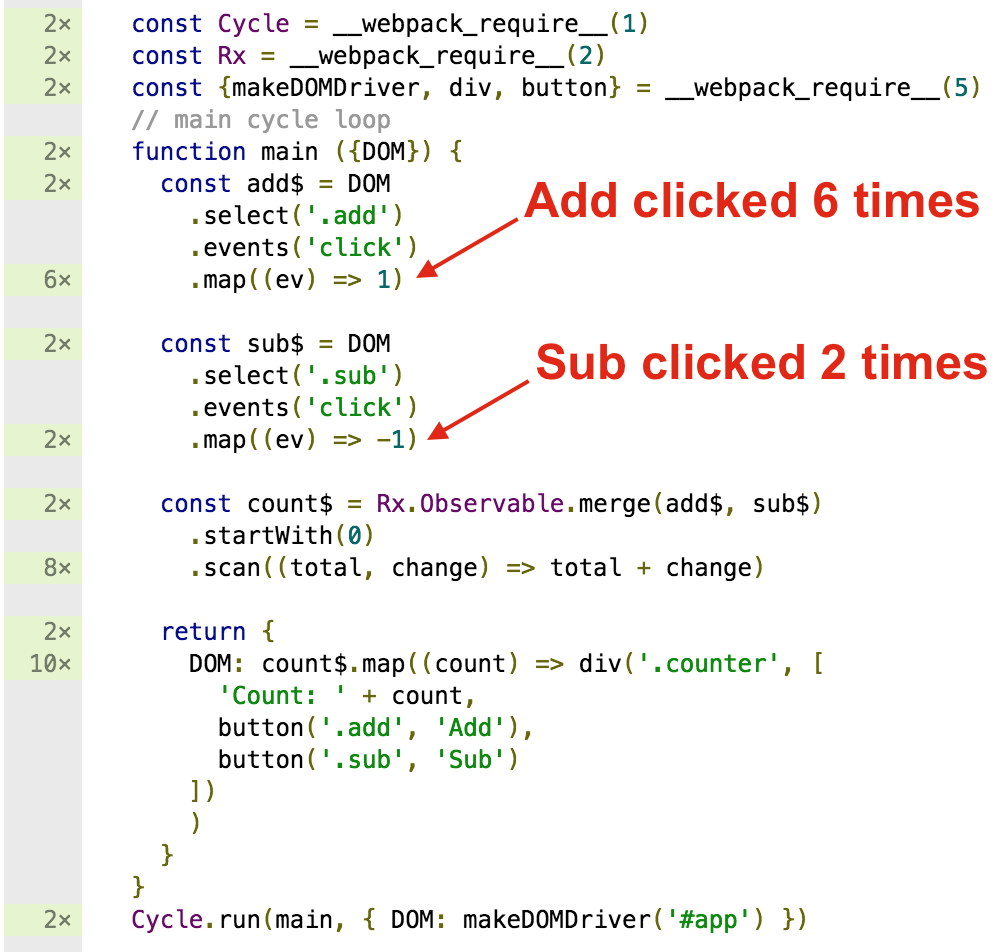 2× const Cycle = __webpack_require__(1)
2× const Rx = __webpack_require__(2)
2× const {makeDOMDriver, div, button} = __webpack_require__(5)
// main cycle loop
2× function main ({DOM}) {
2× const add$ = DOM
.select('.add')
Add clicked 6 times
.events('click')
6× .map((ev) => 1)
2× const sub$ = DOM
Sub clicked 2 times
.select('.sub')
.events('click')
2× .map((ev) => -1)
2× const count$ = Rx.Observable.merge(add$, sub$)
.startWith(0)
8× .scan((total, change) => total + change)
2× return {
10× DOM: count$.map((count) => div('.counter', [
'Count: ' + count,
button('.add', 'Add'),
button('.sub', 'Sub')
])
)
}
}
2× Cycle.run(main, { DOM: makeDOMDriver('#app') })